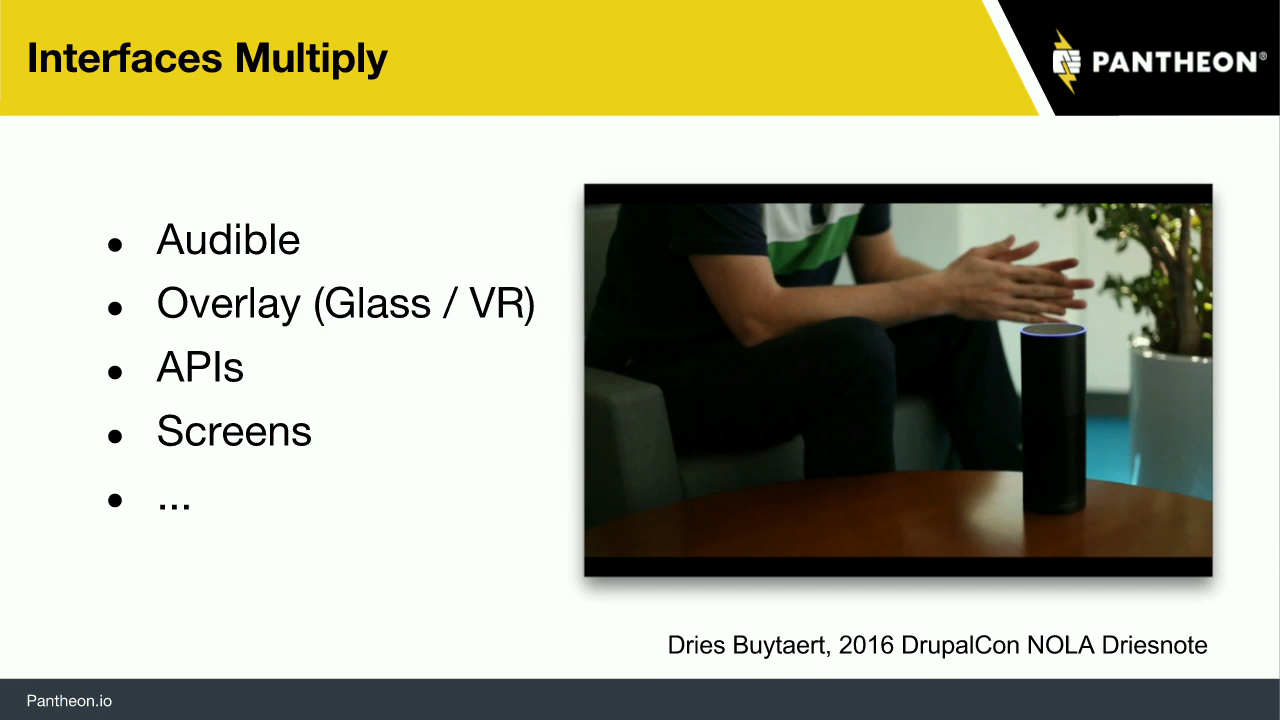 Interfaces Multiply
PANTHEON®
● Audible
● Overlay (Glass / VR)
● APIs
● Screens
● ...
Dries Buytaert, 2016 DrupalCon NOLA Driesnote
Pantheon.io